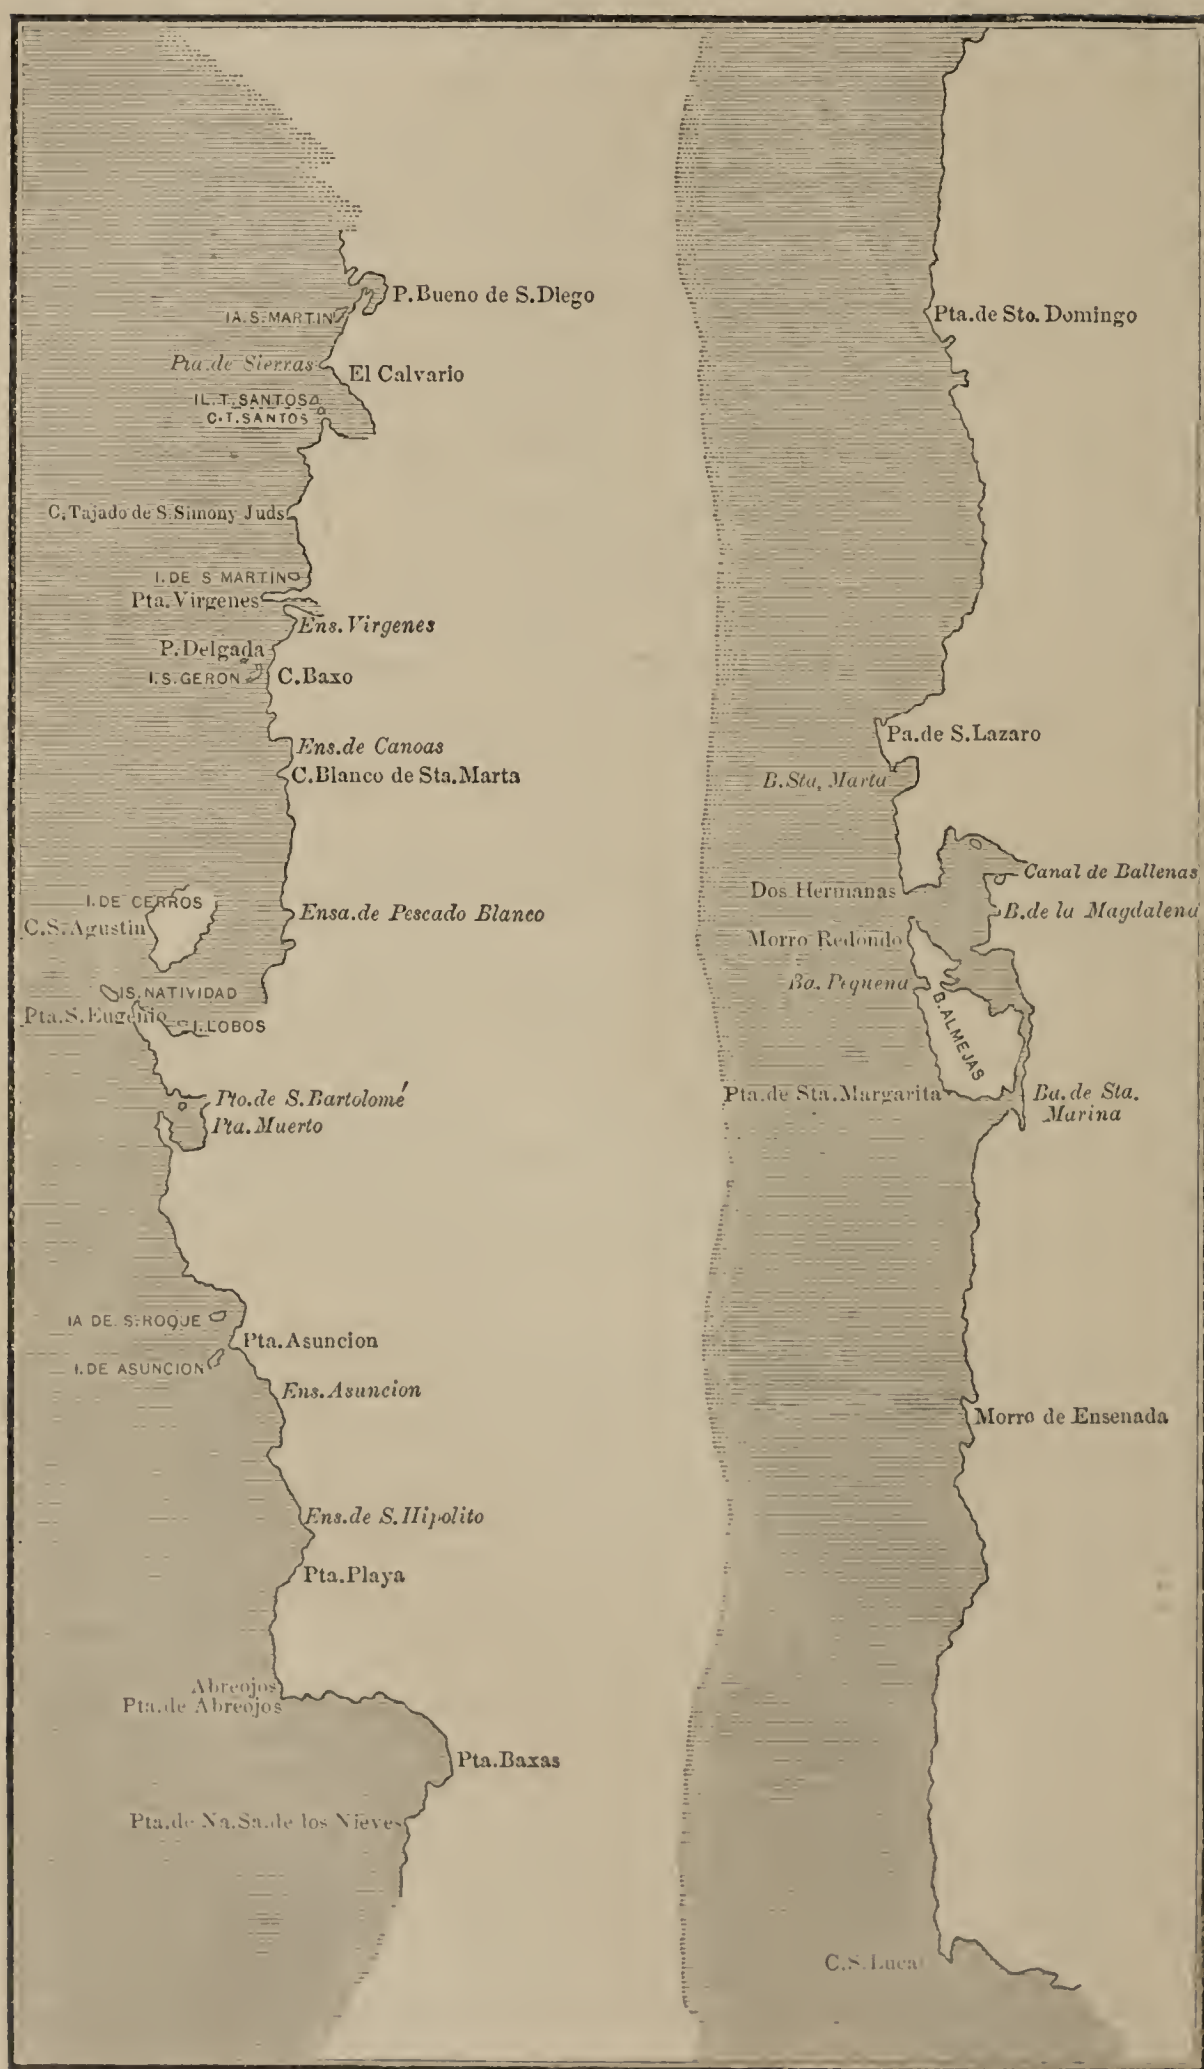 P. Bueno de S. Diego
IA. S. MARTIN
Pta. de Sierras
El Calvario
IL. T. SANTOS
C. T. SANTOS
C. Tajado de S. Simony Juds
I. DE S MARTIN
Pta. Virgenes
Ens. Virgenes
P. Delgada
I. S. GERON
C. Baxo
Ens. de Canoas
C. Blanco de Sta. Marta
I. DE CERROS
Ensa. de Pescado Blanco
C. S. Agustin
IS. NATIVIDAD
Pta. S. Eugenio
I. LOBOS
Pto. de S. Bartolomé
Pta. Muerto
IA DE S. ROQUE
Pta. Asuncion
I. DE ASUNCION
Ens. Asuncion
Ens. de S. Hipolito
Pta. Playa
Abreojos
Pta. de Abreojos
Pta. Baxas
Pta. de Na. Sa. de los Nieves
Pta. de Sto. Domingo
Pa. de S. Lazaro
B. Sta, Marta
Canal de Ballenas
Dos Hermanas
B. de la Magdalena
Morro Redondo
Ba. Pequena
B. ALMEJAS
Pta. de Sta. Margarita
Ba. de Sta.
Marina
Morro de Ensenada
C. S. Luca